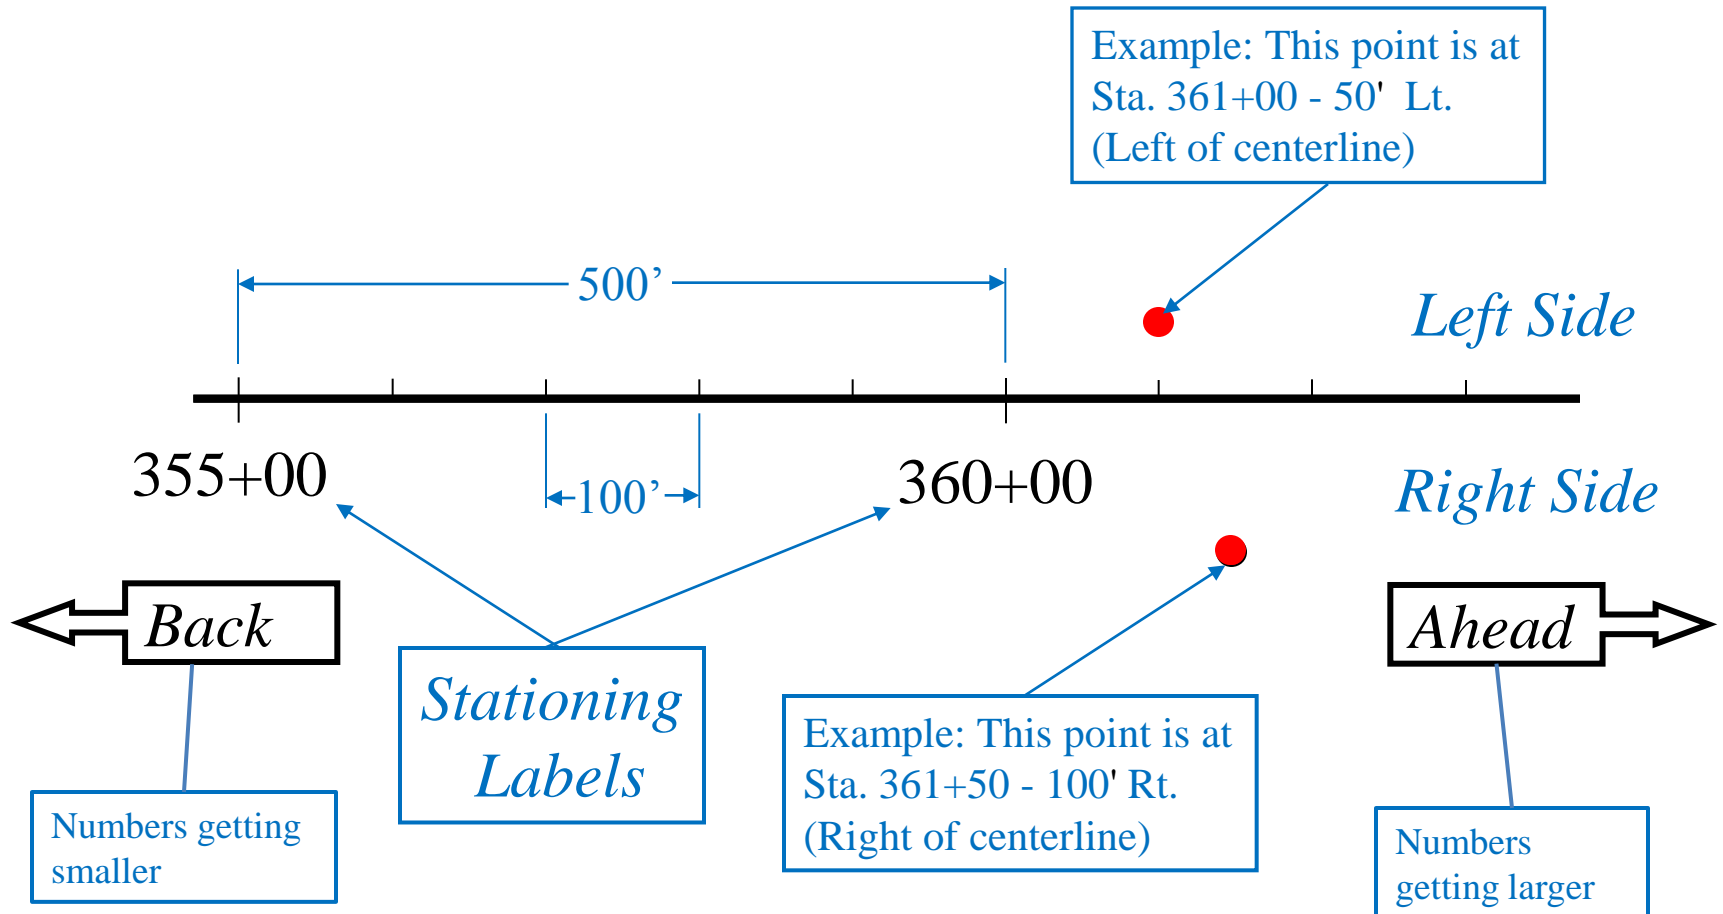 Example: This point is at
Sta. 361+00 - 50' Lt.
(Left of centerline)
500’
Left Side
355+00
100’
360+00
Right Side
Back
Ahead
Stationing
Labels
Example: This point is at
Sta. 361+50 - 100' Rt.
(Right of centerline)
Numbers getting
smaller
Numbers
getting larger